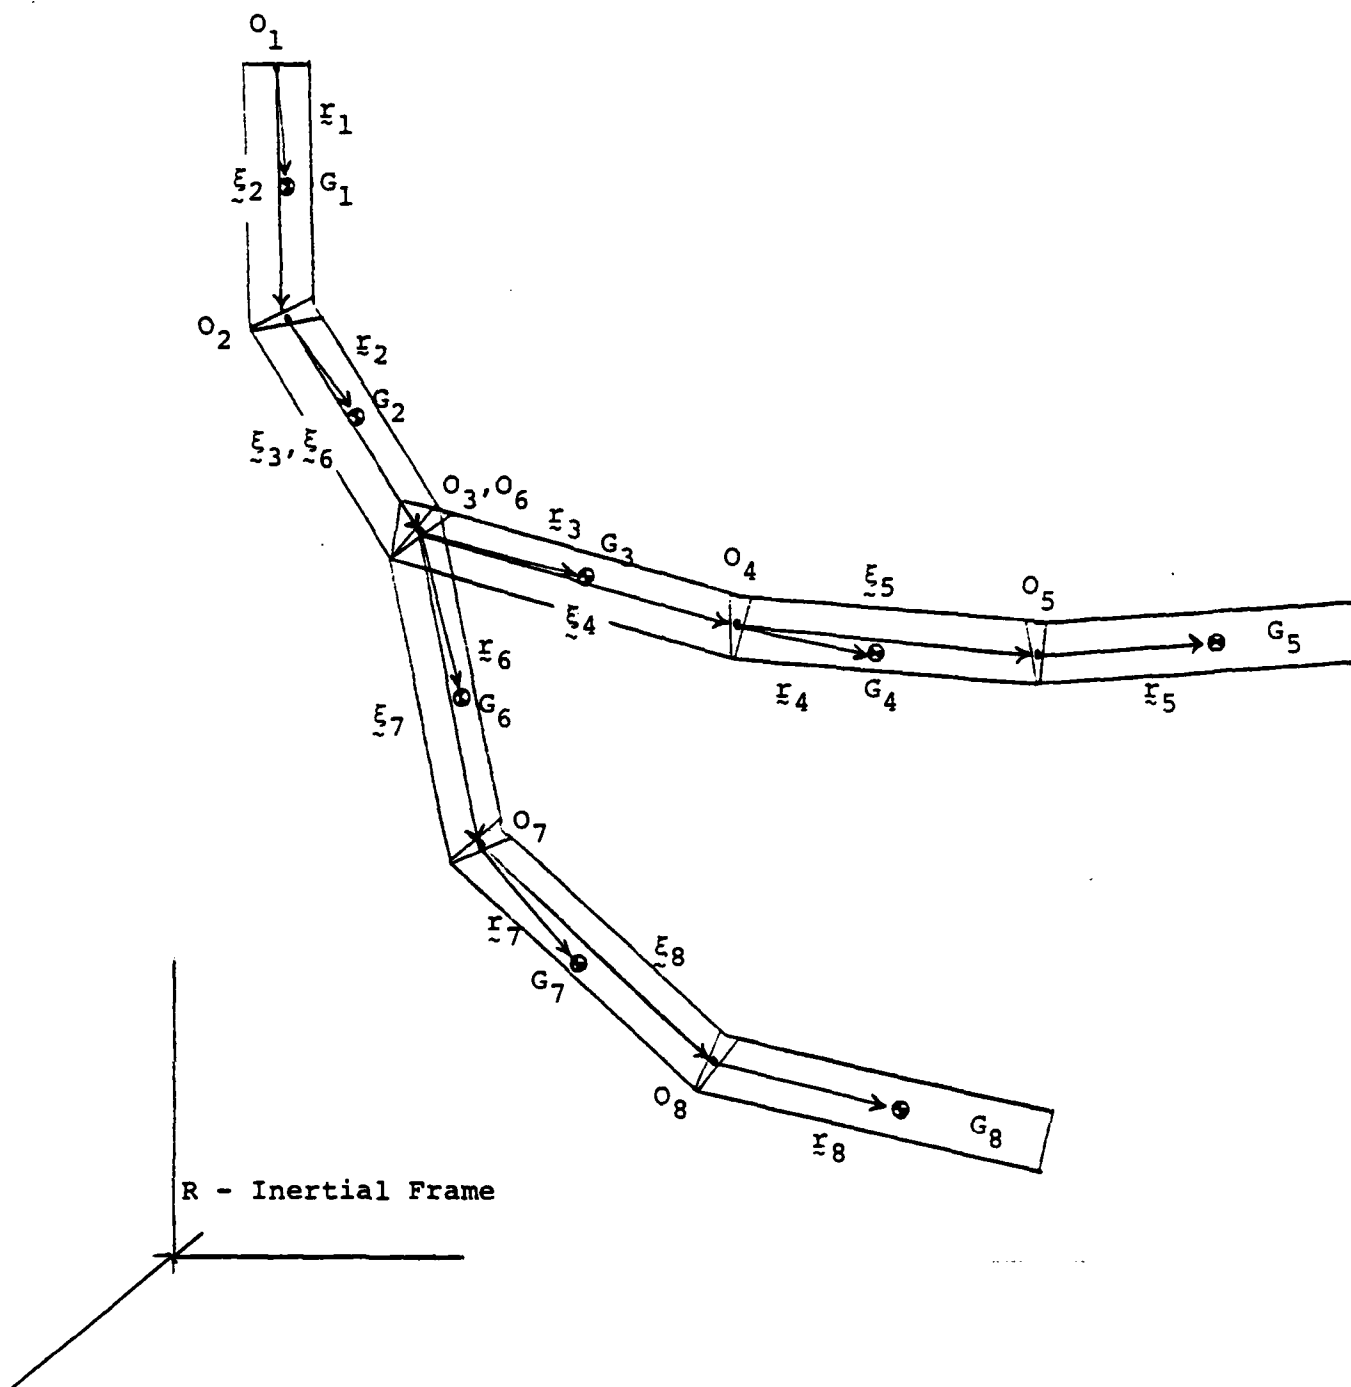 O₁
r₁
ξ₂
G₁
O₂
r₂
G₂
ξ₃,ξ₆
O₃,O₆
r₃
G₃
O₄
ξ₅
O₅
ξ₄
G₅
r₆
r₄
G₄
r₅
ξ₇
G₆
O₇
r₇
ξ₈
G₇
O₈
G₈
r₈
R - Inertial Frame